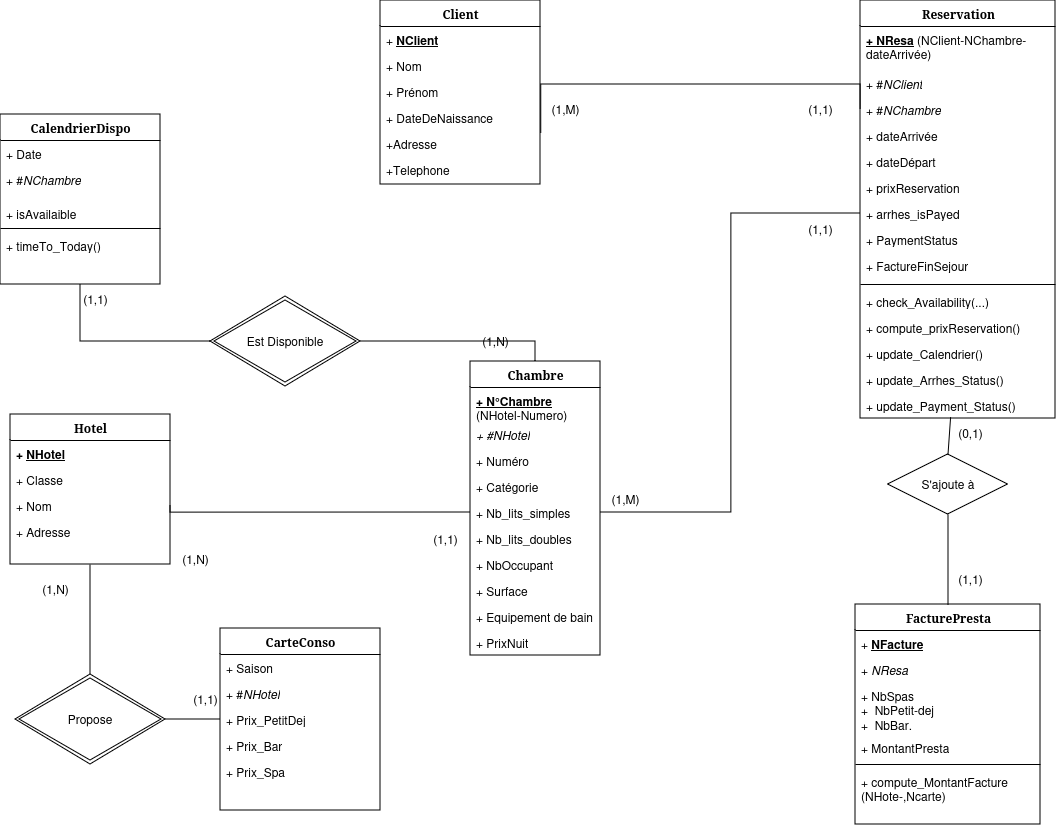 Client
+ NClient
+ Nom
+ Prénom
+ DateDeNaissance
+Adresse
+Telephone
Reservation
+ NResa (NClient-NChambre-
dateArrivée)
+ #NClient
+ #NChambre
+ dateArrivée
+ dateDépart
+ prixReservation
+ arrhes_isPayed
+ PaymentStatus
+ FactureFinSejour
+ check_Availability(...)
+ compute_prixReservation()
+ update_Calendrier()
+ update_Arrhes_Status()
+ update_Payment_Status()
(1,M)
(1,1)
(1,1)
CalendrierDispo
+ Date
+ #NChambre
+ isAvailaible
+ timeTo_Today()
(1,1)
Est Disponible
(1,N)
Chambre
+ N°Chambre
(NHotel-Numero)
+ #NHotel
+ Numéro
+ Catégorie
+ Nb_lits_simples
+ Nb_lits_doubles
+ NbOccupant
+ Surface
+ Equipement de bain
+ PrixNuit
(1,M)
(1,1)
Hotel
+ NHotel
+ Classe
+ Nom
+ Adresse
(1,N)
(1,N)
(0,1)
S'ajoute à
(1,1)
CarteConso
+ Saison
+ #NHotel
+ Prix_PetitDej
+ Prix_Bar
+ Prix_Spa
(1,1)
Propose
FacturePresta
+ NFacture
+ NResa
+ NbSpas
+ NbPetit-dej
+ NbBar.
+ MontantPresta
+ compute_MontantFacture
(NHote-,Ncarte)